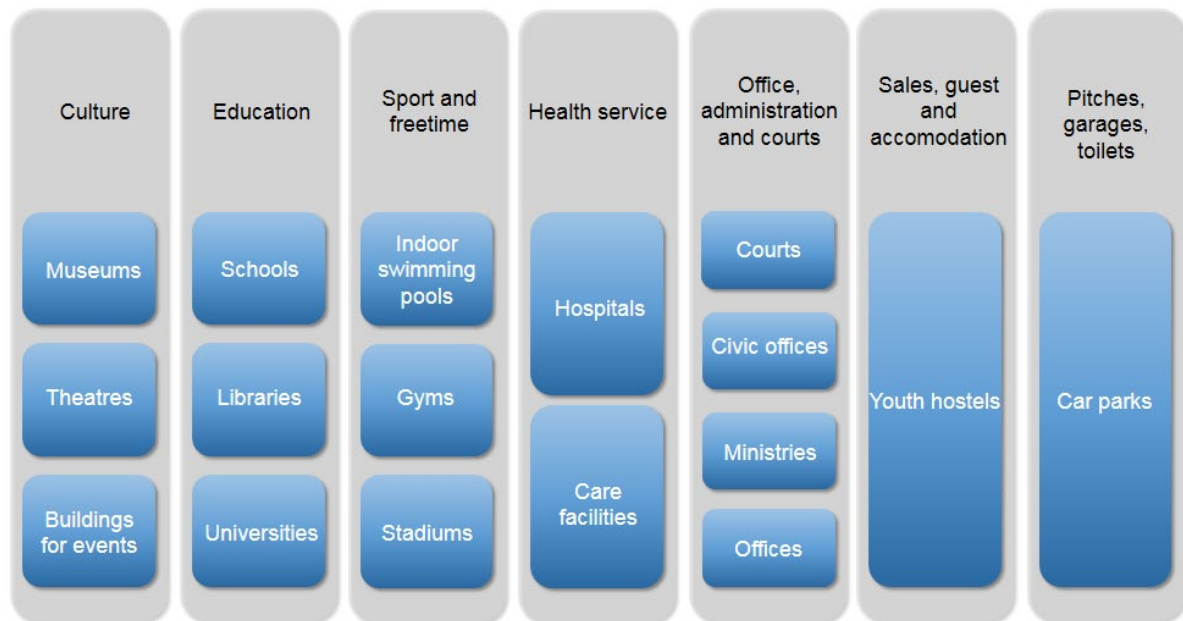 Culture
Museums
Theatres
Buildings
for events
Education
Schools
Libraries
Universities
Sport and
freetime
Indoor
swimming
pools
Gyms
Stadiums
Health service
Hospitals
Care
facilities
Office,
administration
and courts
Courts
Civic offices
Ministries
Offices
Sales, guest
and
accomodation
Youth hostels
Pitches,
garages,
toilets
Car parks